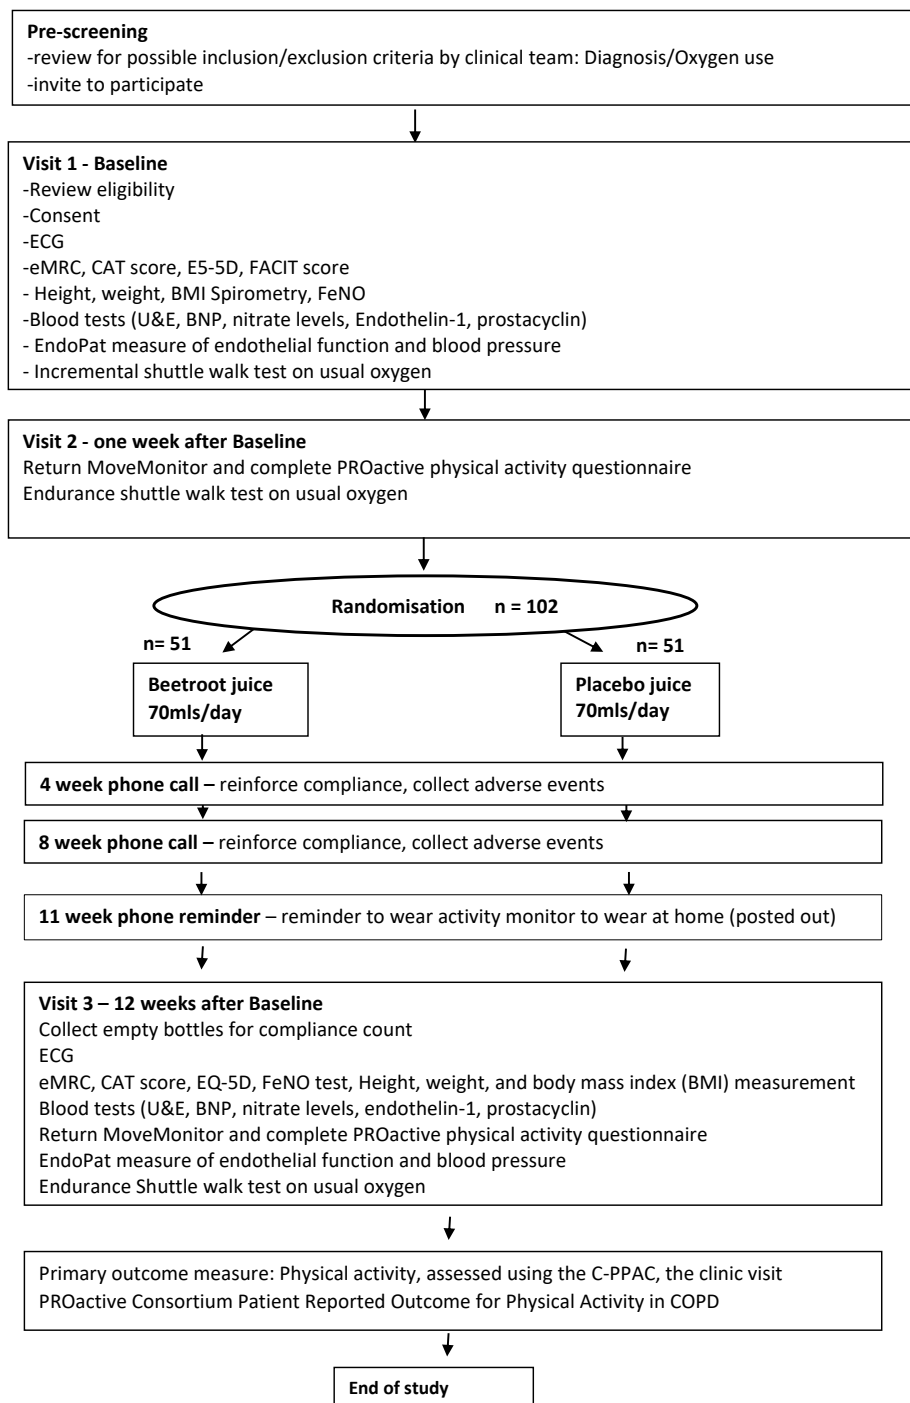 Pre-screening
-review for possible inclusion/exclusion criteria by clinical team: Diagnosis/Oxygen use
-invite to participate
Visit 1 - Baseline
-Review eligibility
-Consent
-ECG
-eMRC, CAT score, E5-5D, FACIT score
- Height, weight, BMI Spirometry, FeNO
-Blood tests (U&E, BNP, nitrate levels, Endothelin-1, prostacyclin)
- EndoPat measure of endothelial function and blood pressure
- Incremental shuttle walk test on usual oxygen
Visit 2 - one week after Baseline
Return MoveMonitor and complete PROactive physical activity questionnaire
Endurance shuttle walk test on usual oxygen
Randomisation n = 102
n= 51
n= 51
Beetroot juice
70mls/day
Placebo juice
70mls/day
4 week phone call – reinforce compliance, collect adverse events
8 week phone call – reinforce compliance, collect adverse events
11 week phone reminder – reminder to wear activity monitor to wear at home (posted out)
Visit 3 – 12 weeks after Baseline
Collect empty bottles for compliance count
ECG
eMRC, CAT score, EQ-5D, FeNO test, Height, weight, and body mass index (BMI) measurement
Blood tests (U&E, BNP, nitrate levels, endothelin-1, prostacyclin)
Return MoveMonitor and complete PROactive physical activity questionnaire
EndoPat measure of endothelial function and blood pressure
Endurance Shuttle walk test on usual oxygen
Primary outcome measure: Physical activity, assessed using the C-PPAC, the clinic visit
PROactive Consortium Patient Reported Outcome for Physical Activity in COPD
End of study